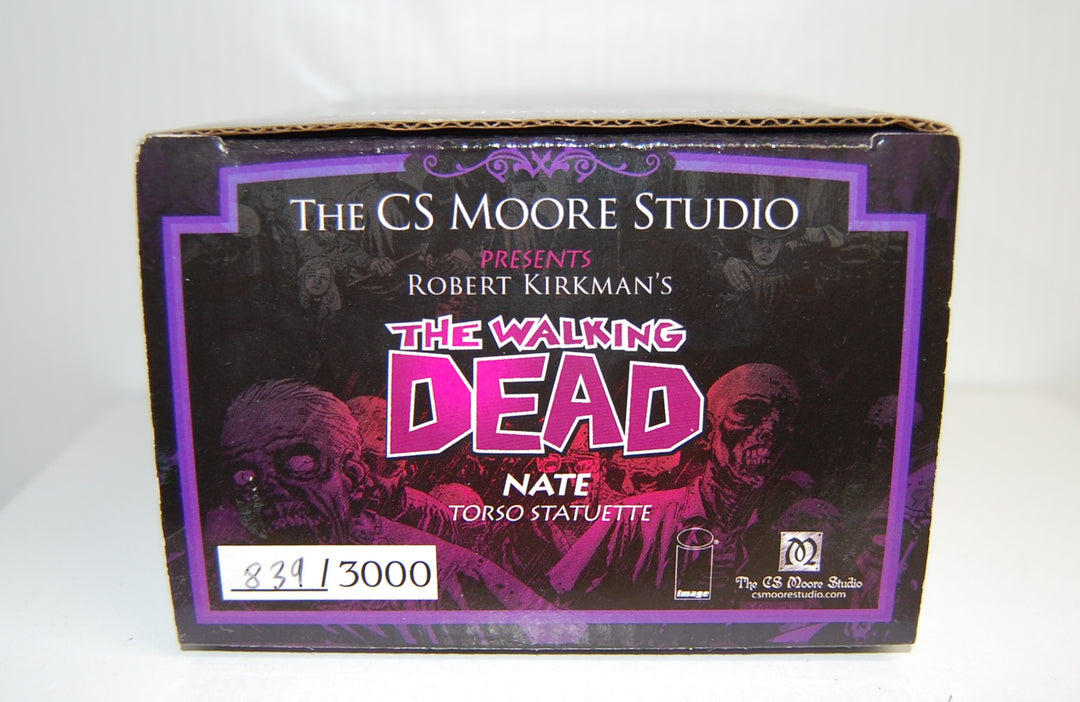 THE CS MOORE STUDIO
PRESENTS
ROBERT KIRKMAN'S
THE WALKING
DEAD
NATE
TORSO STATUETTE
839/3000
image
The CS Moore Studio
csmoorestudio.com